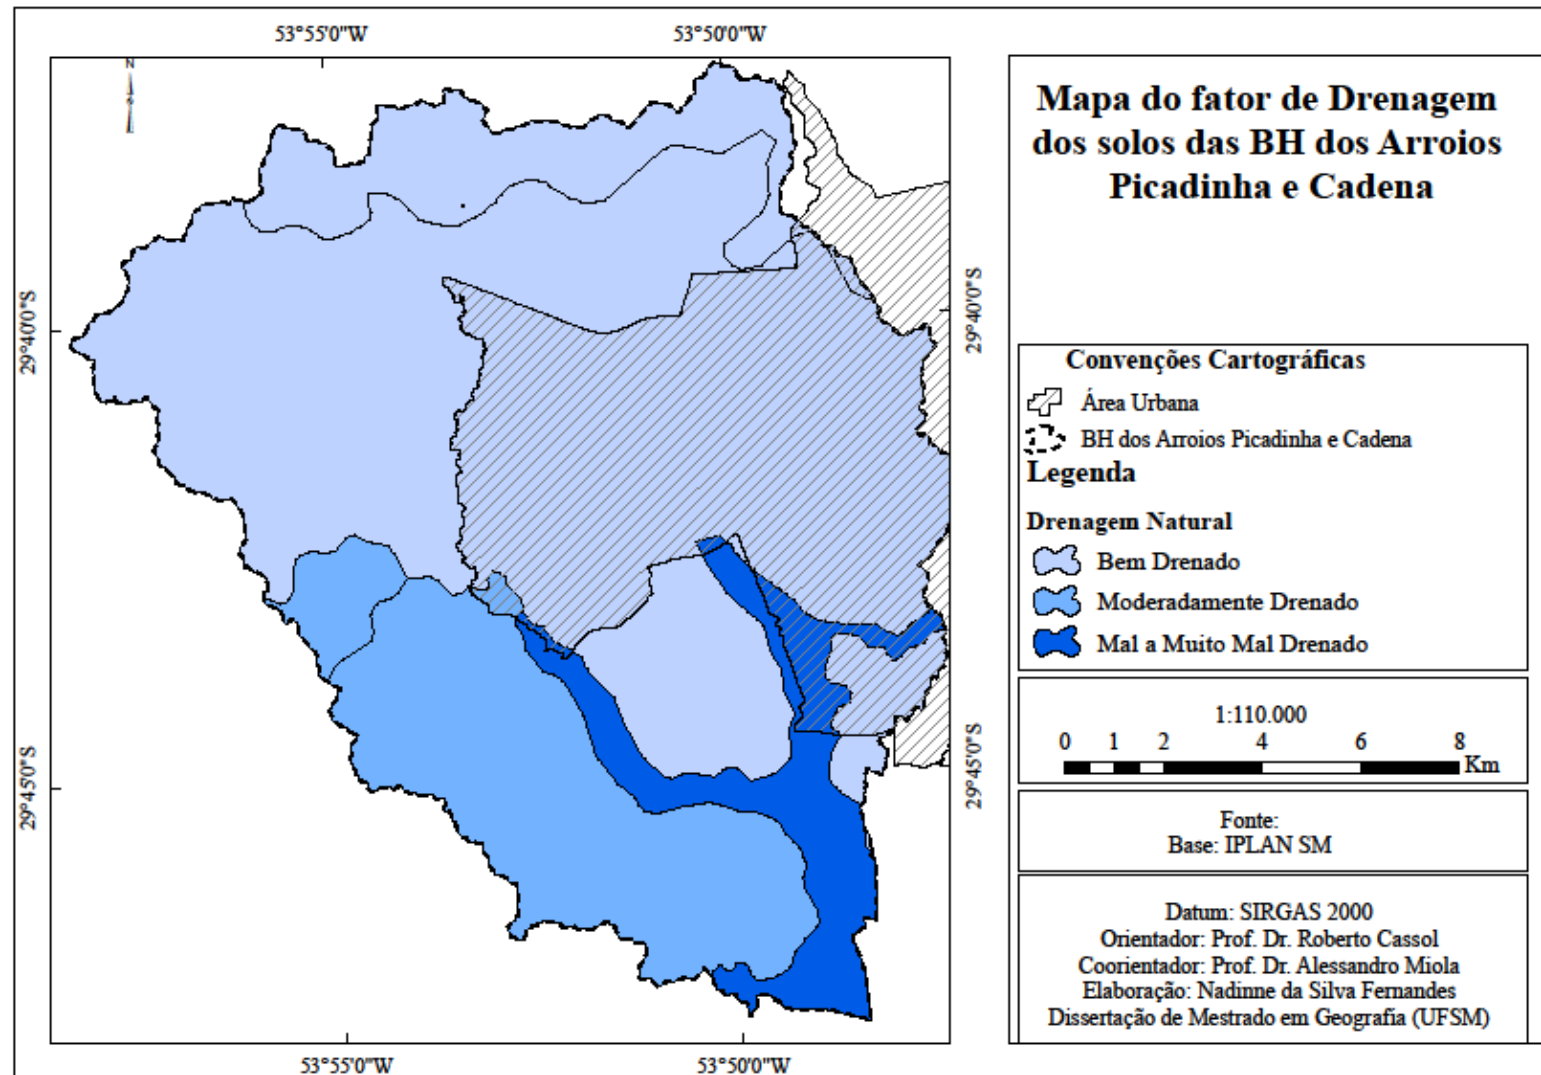 53°55'0"W
53°50'0"W
N
29°40'0"S
29°40'0"S
29°45'0"S
29°45'0"S
53°55'0"W
53°50'0"W
Mapa do fator de Drenagem
dos solos das BH dos Arroios
Picadinha e Cadena
Convenções Cartográficas
Área Urbana
BH dos Arroios Picadinha e Cadena
Legenda
Drenagem Natural
Bem Drenado
Moderadamente Drenado
Mal a Muito Mal Drenado
1:110.000
0 1 2 4 6 8
Km
Fonte:
Base: IPLAN SM
Datum: SIRGAS 2000
Orientador: Prof. Dr. Roberto Cassol
Coorientador: Prof. Dr. Alessandro Miola
Elaboração: Nadinne da Silva Fernandes
Dissertação de Mestrado em Geografia (UFSM)